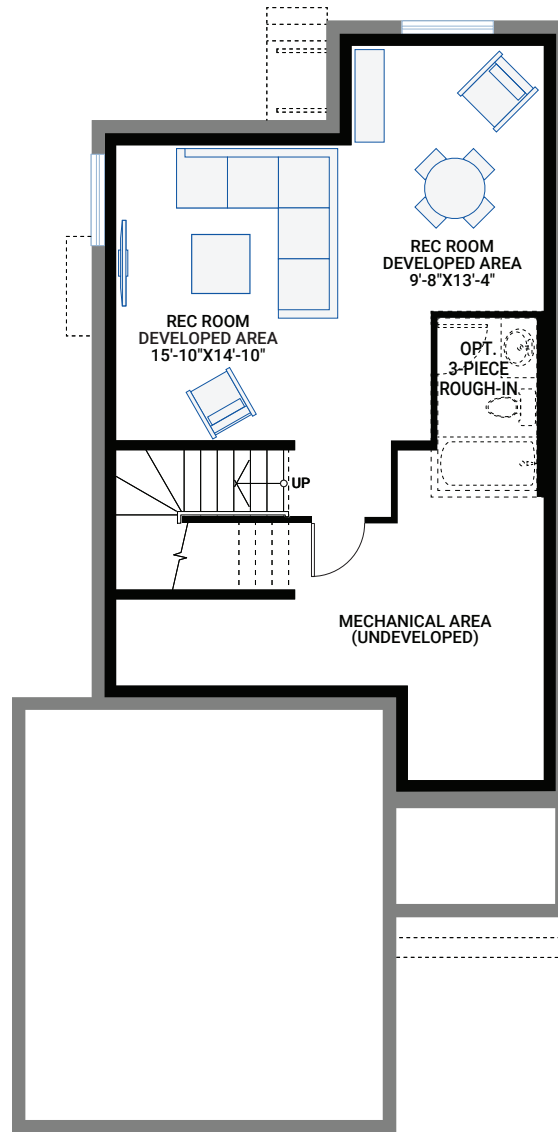 REC ROOM
DEVELOPED AREA
9'-8"X13'-4"
REC ROOM
DEVELOPED AREA
15'-10"X14'-10"
OPT.
3-PIECE
ROUGH-IN
UP
MECHANICAL AREA
(UNDEVELOPED)